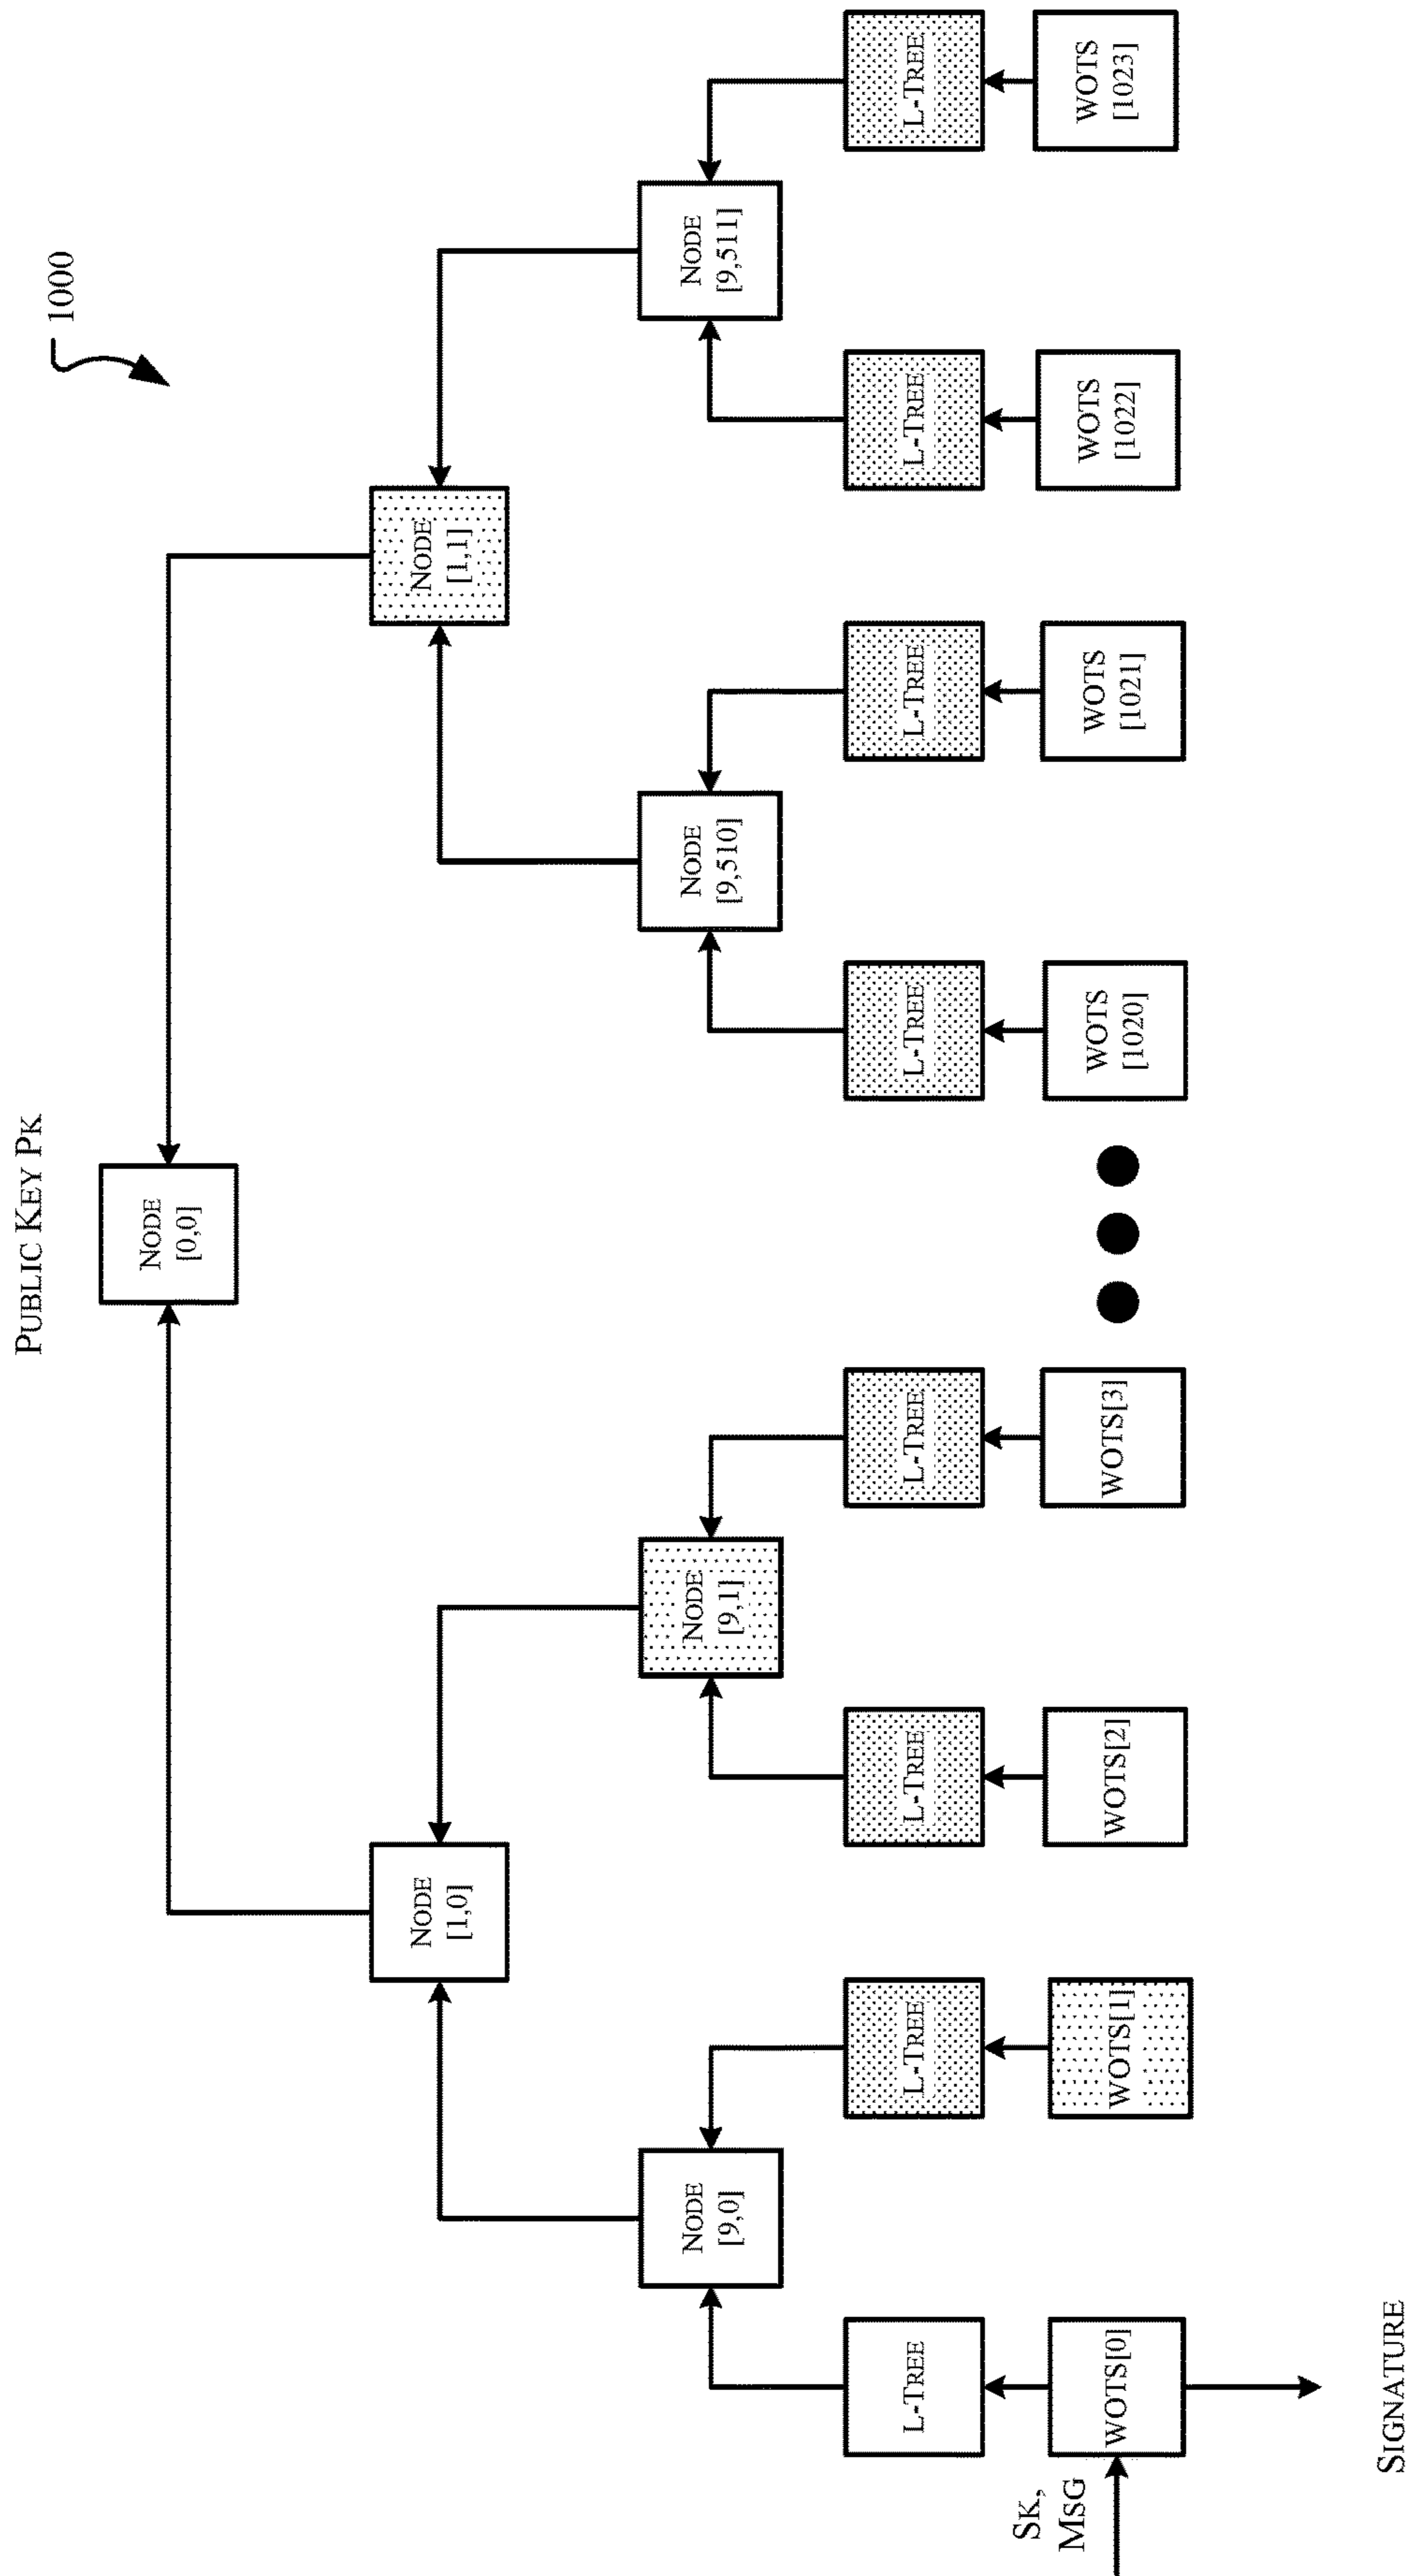 1000
PUBLIC KEY PK
NODE
[0,0]
NODE
[1,0]
NODE
[1,1]
NODE
[9,0]
NODE
[9,1]
NODE
[9,510]
NODE
[9,511]
L-TREE
L-TREE
L-TREE
L-TREE
L-TREE
L-TREE
L-TREE
L-TREE
SK,
MSG
WOTS[0]
WOTS[1]
WOTS[2]
WOTS[3]
WOTS
[1020]
WOTS
[1021]
WOTS
[1022]
WOTS
[1023]
SIGNATURE